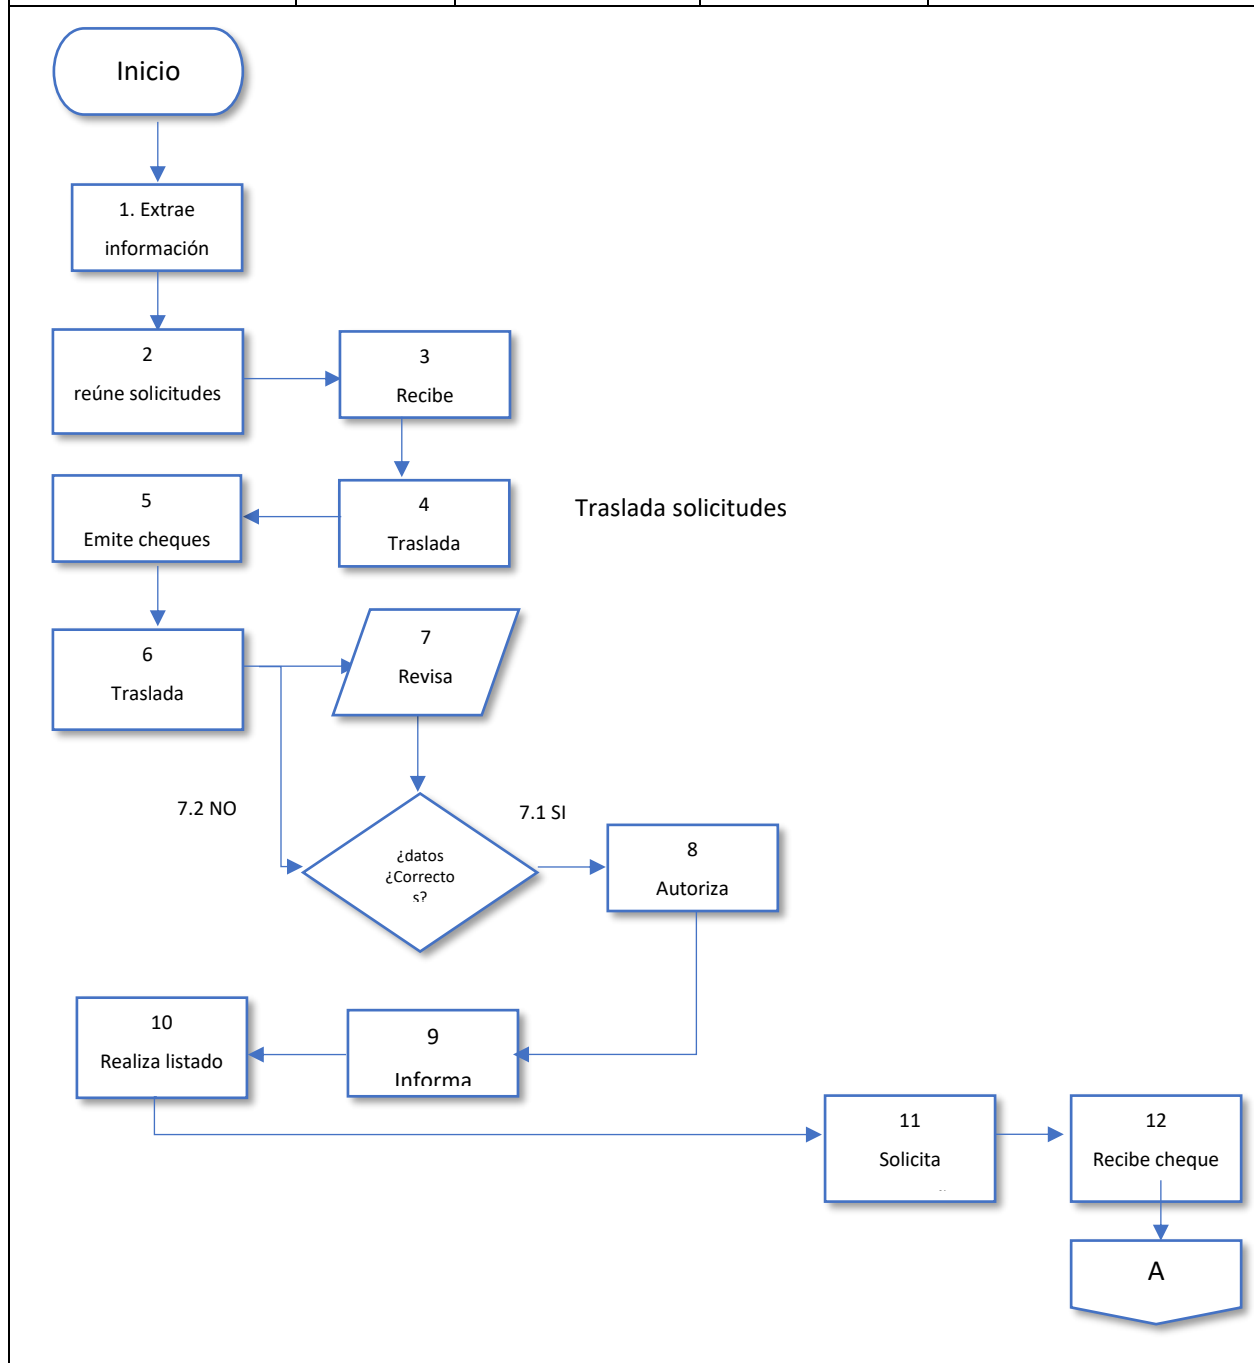 Inicio
1. Extrae
información
2
reúne solicitudes
3
Recibe
5
Emite cheques
4
Traslada
Traslada solicitudes
6
Traslada
7
Revisa
7.2 NO
7.1 SI
¿datos
¿Correcto
s?
8
Autoriza
10
Realiza listado
9
Informa
11
Solicita
12
Recibe cheque
A